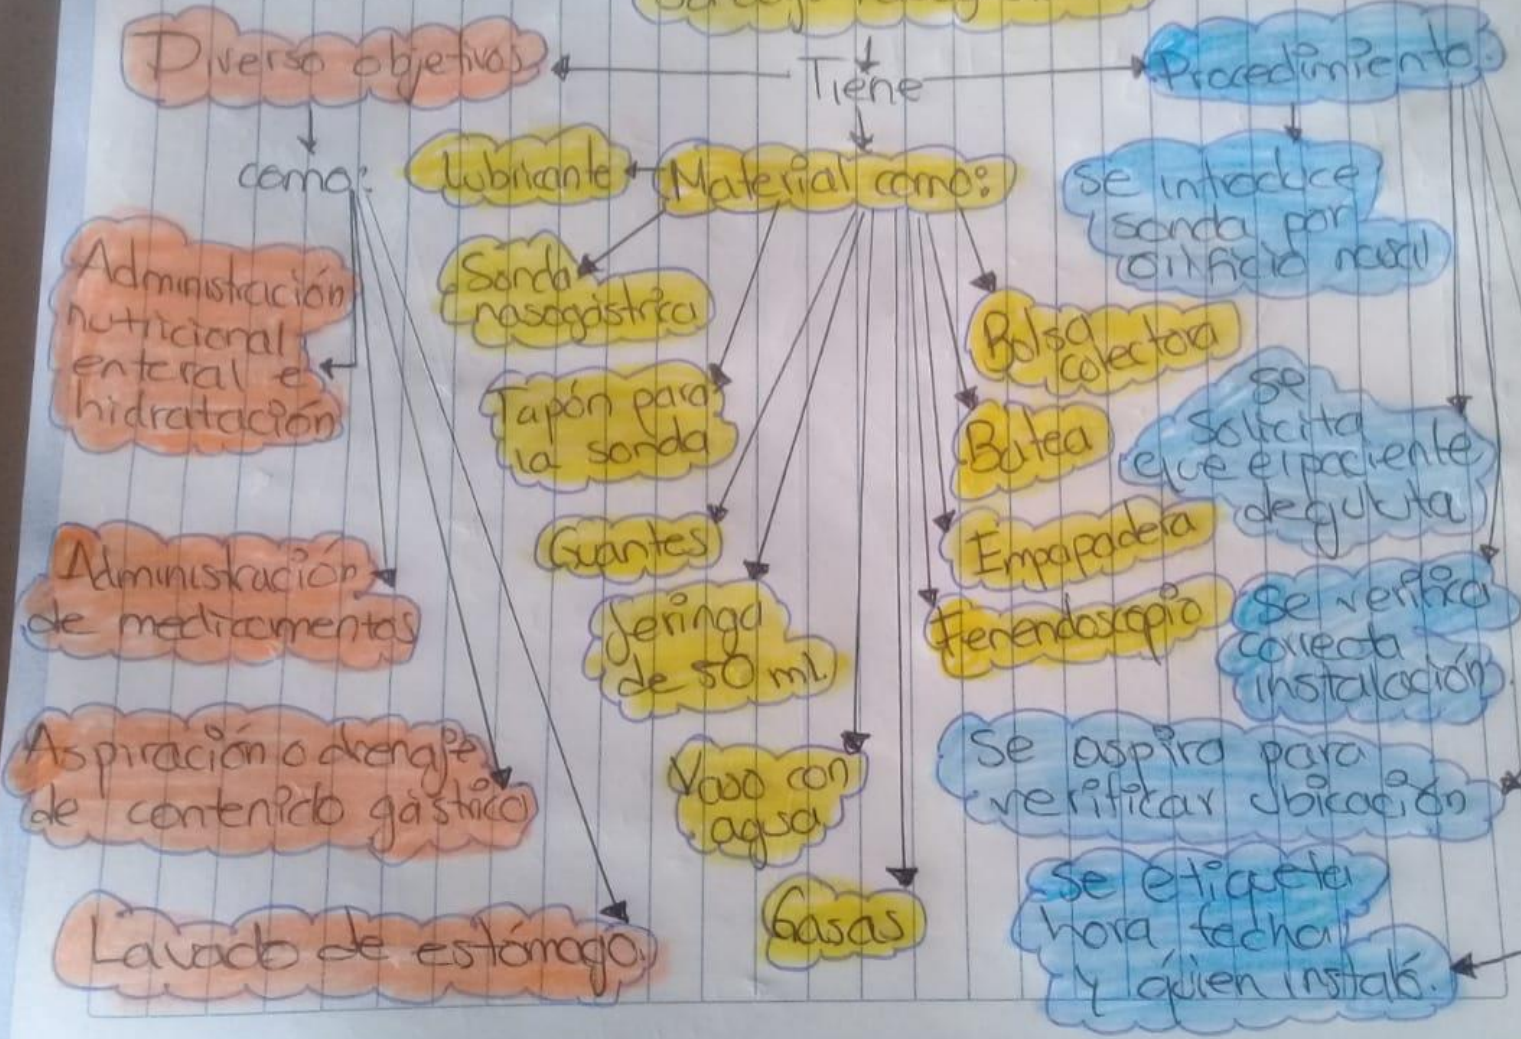 Diverso objetivos
Tiene
Procedimiento:
como:
Lubricante
Material como:
se introduce
sonda por
orificio nasal
Administración
nutricional
enteral e
hidratación
Sonda
nasogástrica
Bolsa
colectora
Tapón para
la sonda
Batea
se
solicita
que el paciente
deguluta
Guantes
Empapadera
Administración
de medicamentos
Jeringa
de 50 ml.
Fenendoscopio
se verifica
correcta
instalación.
Aspiración o drenaje
de contenido gástrico
Vaso con
agua
se aspira para
verificar ubicación
Gasas
se etiqueta
hora, fecha
y quien instaló.
Lavado de estómago.